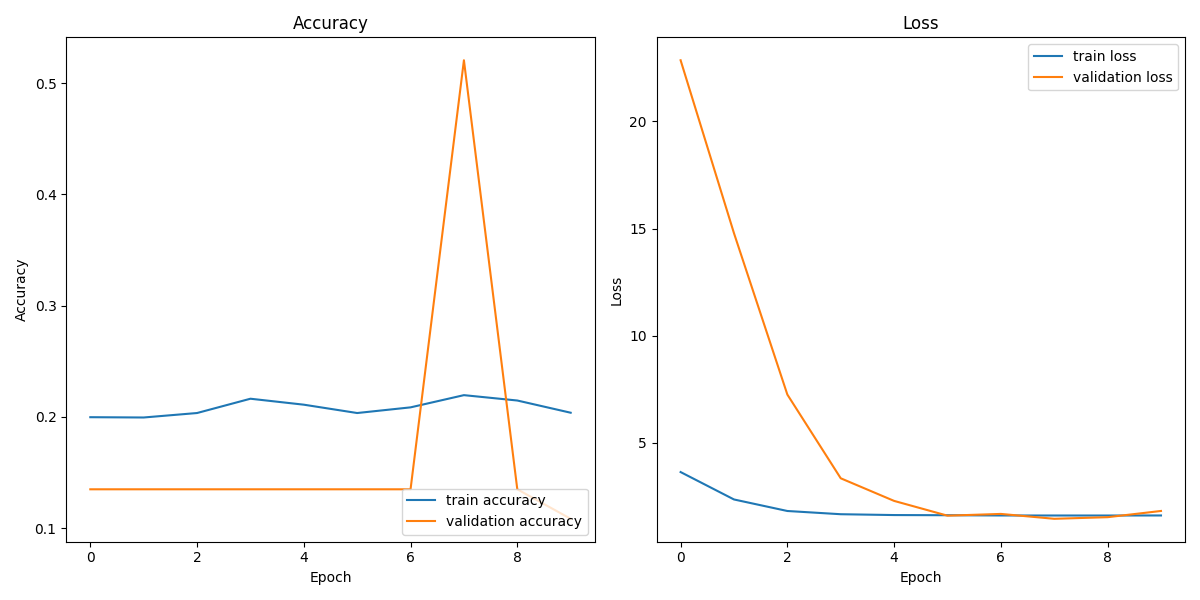 Accuracy
Accuracy
0.5
0.4
0.3
0.2
0.1
0 2 4 6 8
Epoch
train accuracy
validation accuracy
Loss
Loss
20
15
10
5
0 2 4 6 8
Epoch
train loss
validation loss